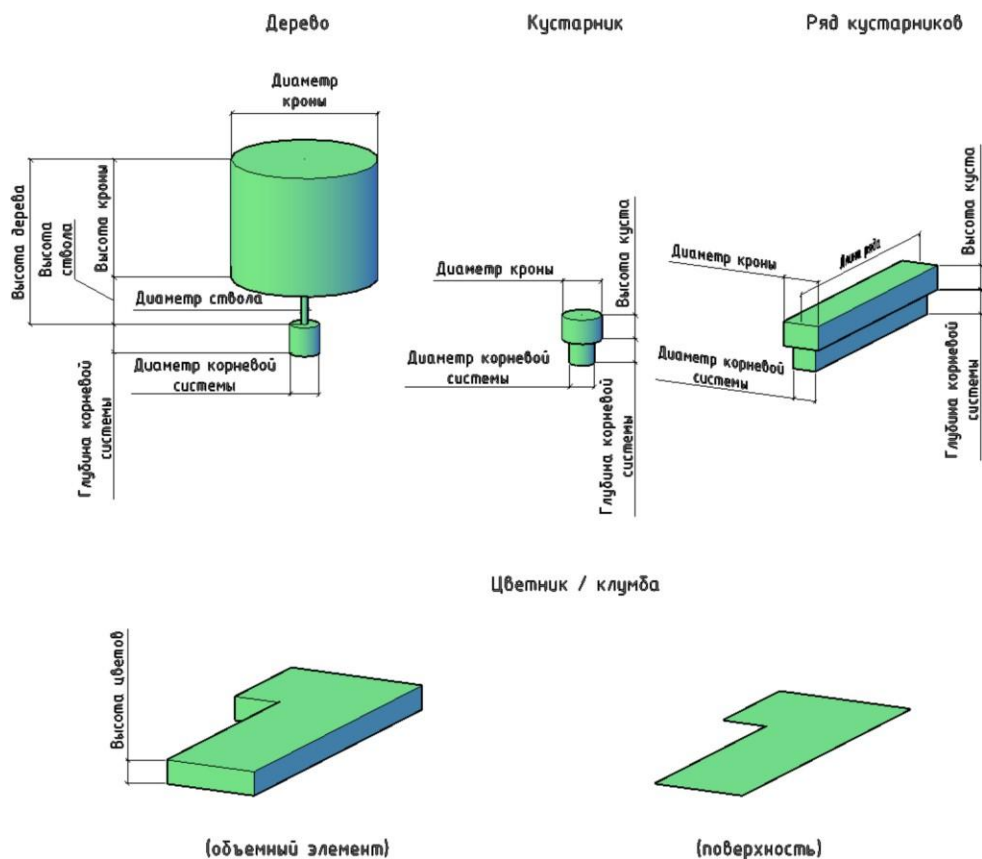 Дерево
Кустарник
Ряд кустарников
Диаметр
кроны
Высота дерева
Высота
ствола
Высота кроны
Диаметр ствола
Диаметр корневой
системы
Глубина корневой
системы
Диаметр кроны
Высота куста
Диаметр корневой
системы
Глубина корневой
системы
Диаметр кроны
Длина ряда
Высота куста
Диаметр корневой
системы
Глубина корневой
системы
Цветник / клумба
Высота цветов
(объемный элемент)
(поверхность)